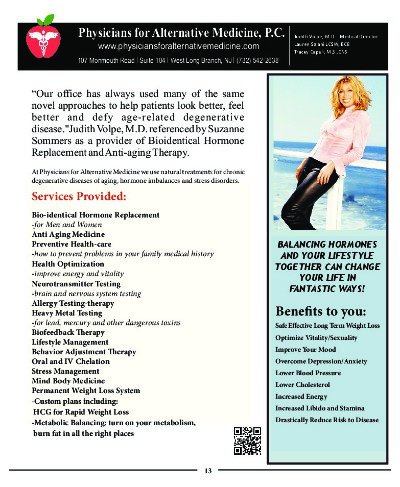 Physicians for Alternative Medicine, P.C.
www.physiciansforalternativemedicine.com
107 Monmouth Road | Suite 104 | West Long Branch, NJ | (732) 542-2638
Judith Volpe, M.D., Medical Director
"Our office has always used many of the same
novel approaches to help patients look better, feel
better and defy age-related degenerative
disease."Judith Volpe, M.D. referenced by Suzanne
Sommers as a provider of Bioidentical Hormone
Replacement and Anti-aging Therapy.
At Physicians for Alternative Medicine we use natural treatments for chronic
degenerative diseases of aging, hormone imbalances and stress disorders.
Services Provided:
Bio-identical Hormone Replacement
-for Men and Women
Anti Aging Medicine
Preventive Health-care
-how to prevent problems in your family medical history
Health Optimization
-improve energy and vitality
Neurotransmitter Testing
-brain and nervous system testing
Allergy Testing-therapy
Heavy Metal Testing
-for lead, mercury and other dangerous toxins
Biofeedback Therapy
Lifestyle Management
Behavior Adjustment Therapy
Oral and IV Chelation
Stress Management
Mind Body Medicine
Permanent Weight Loss System
-Custom plans including:
HCG for Rapid Weight Loss
-Metabolic Balancing: turn on your metabolism,
burn fat in all the right places
BALANCING HORMONES
AND YOUR LIFESTYLE
TOGETHER CAN CHANGE
YOUR LIFE IN
FANTASTIC WAYS!
Benefits to you:
Safe Effective Long Term Weight Loss
Optimize Vitality/Sexuality
Improve Your Mood
Overcome Depression/Anxiety
Lower Blood Pressure
Lower Cholesterol
Increased Energy
Increased Libido and Stamina
Drastically Reduce Risk to Disease
13